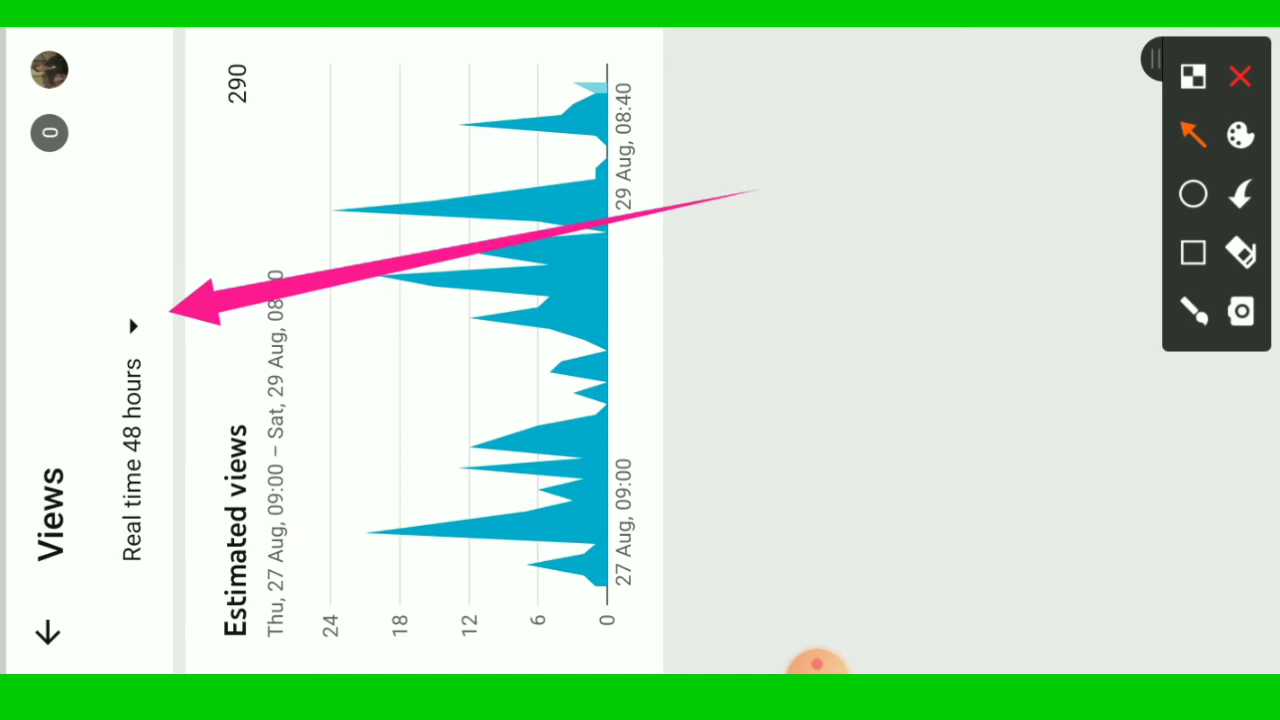 Views
0
Real time 48 hours
Estimated views
290
Thu, 27 Aug, 09:00 – Sat, 29 Aug, 08:40
24
18
12
6
0
27 Aug, 09:00
29 Aug, 08:40